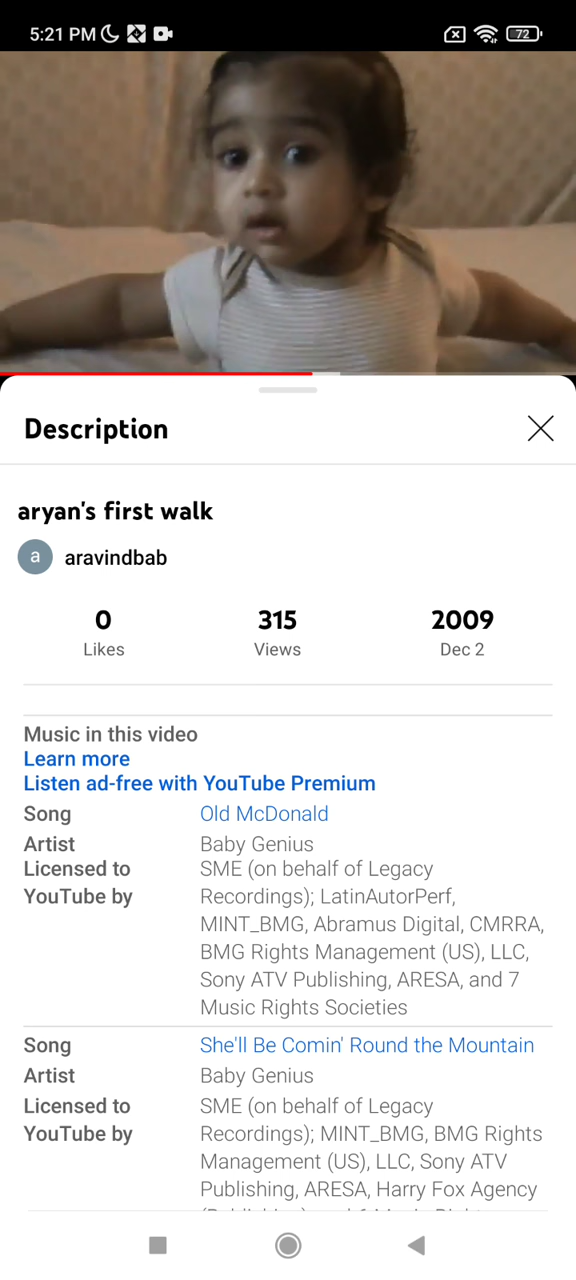 5:21 PM
72
Description
aryan's first walk
a aravindbab
0 315 2009
Likes Views Dec 2
Music in this video
Learn more
Listen ad-free with YouTube Premium
Song Old McDonald
Artist Baby Genius
Licensed to SME (on behalf of Legacy
YouTube by Recordings); LatinAutorPerf,
MINT_BMG, Abramus Digital, CMRRA,
BMG Rights Management (US), LLC,
Sony ATV Publishing, ARESA, and 7
Music Rights Societies
Song She'll Be Comin' Round the Mountain
Artist Baby Genius
Licensed to SME (on behalf of Legacy
YouTube by Recordings); MINT_BMG, BMG Rights
Management (US), LLC, Sony ATV
Publishing, ARESA, Harry Fox Agency